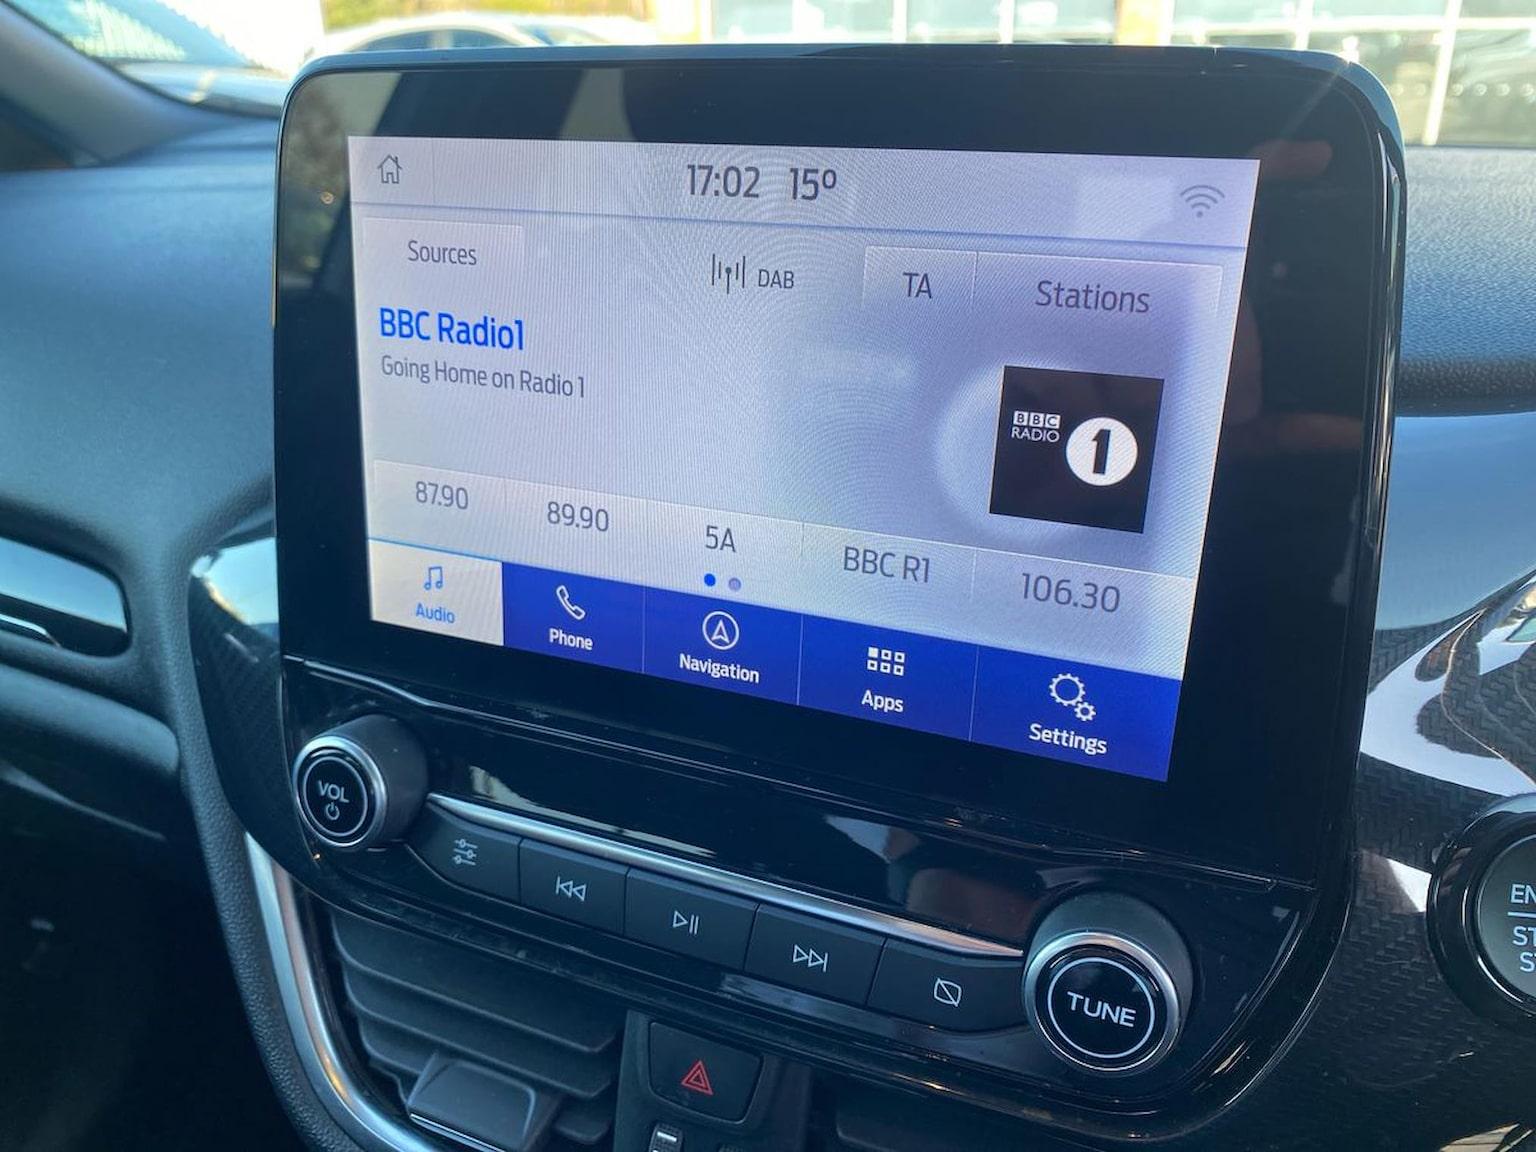 17:02 15º
Sources
DAB
TA
Stations
BBC Radio1
Going Home on Radio 1
BBC
RADIO
1
87.90
89.90
5A
BBC R1
106.30
Audio
Phone
Navigation
Apps
Settings
VOL
TUNE